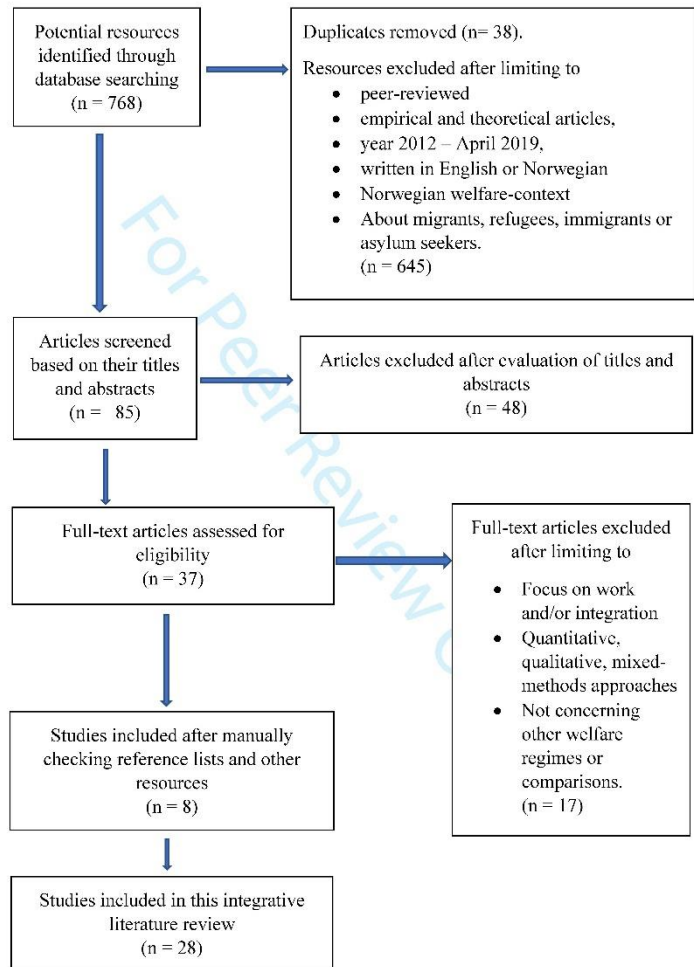 Potential resources
identified through
database searching
(n = 768)
Duplicates removed (n= 38).
Resources excluded after limiting to
• peer-reviewed
• empirical and theoretical articles,
• year 2012 – April 2019,
• written in English or Norwegian
• Norwegian welfare-context
• About migrants, refugees, immigrants or
asylum seekers.
(n = 645)
Articles screened
based on their titles
and abstracts
(n = 85)
Articles excluded after evaluation of titles and
abstracts
(n = 48)
Full-text articles assessed for
eligibility
(n = 37)
Full-text articles excluded
after limiting to
• Focus on work
and/or integration
• Quantitative,
qualitative, mixed-
methods approaches
• Not concerning
other welfare
regimes or
comparisons.
(n = 17)
Studies included after manually
checking reference lists and other
resources
(n = 8)
Studies included in this integrative
literature review
(n = 28)
For Peer Review